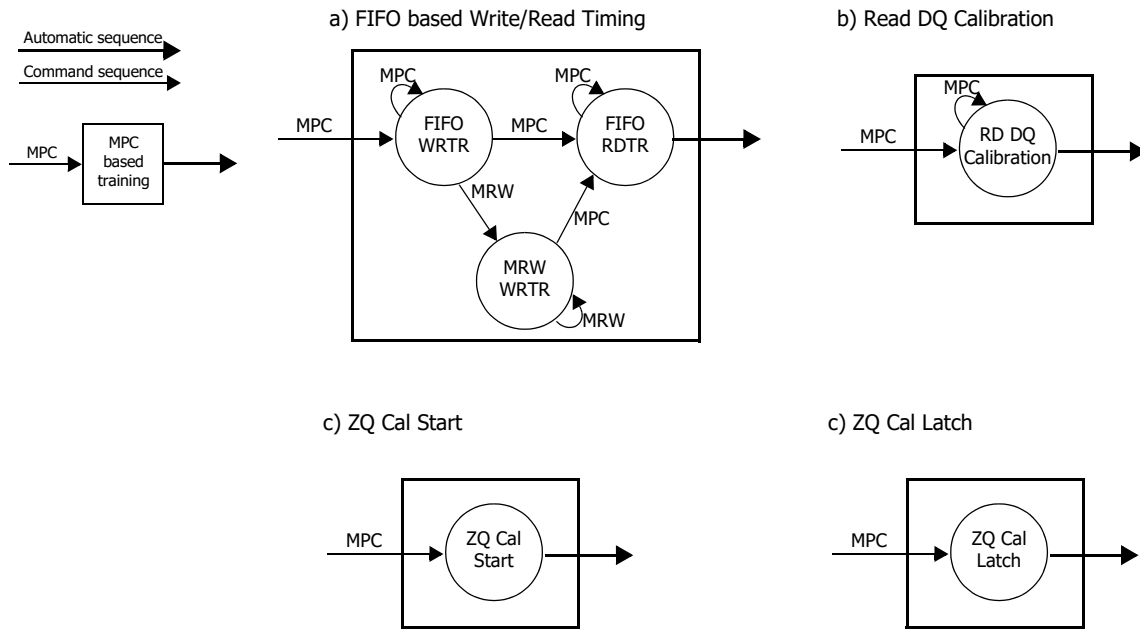 Automatic sequence
Command sequence
MPC
MPC
based
training
a) FIFO based Write/Read Timing
MPC
MPC
FIFO
WRTR
MPC
MPC
FIFO
RDTR
MRW
MPC
MRW
WRTR
MRW
b) Read DQ Calibration
MPC
MPC
RD DQ
Calibration
c) ZQ Cal Start
MPC
ZQ Cal
Start
c) ZQ Cal Latch
MPC
ZQ Cal
Latch